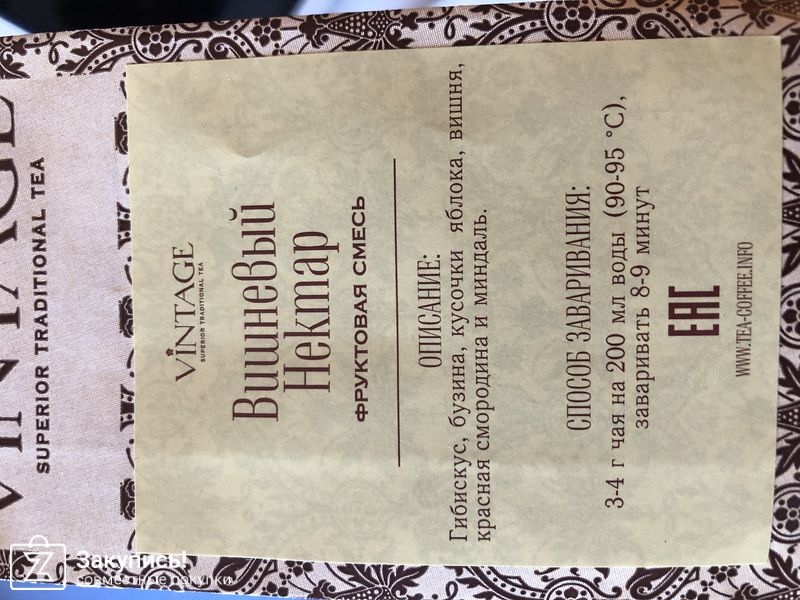 VINTAGE
SUPERIOR TRADITIONAL TEA
VINTAGE
SUPERIOR TRADITIONAL TEA
Вишневый
Нектар
ФРУКТОВАЯ СМЕСЬ
ОПИСАНИЕ:
Гибискус, бузина, кусочки яблока, вишня,
красная смородина и миндаль.
СПОСОБ ЗАВАРИВАНИЯ:
3-4 г чая на 200 мл воды (90-95 °C),
заваривать 8-9 минут
EAC
WWW.TEA-COFFEE.INFO
Закупись!
совместные покупки